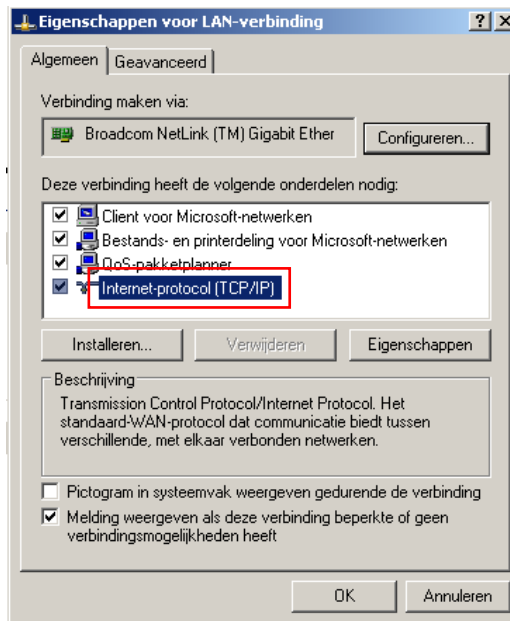 Eigenschappen voor LAN-verbinding
Algemeen
Geavanceerd
Verbinding maken via:
Broadcom NetLink (TM) Gigabit Ether
Configureren...
Deze verbinding heeft de volgende onderdelen nodig:
Client voor Microsoft-netwerken
Bestands- en printerdeling voor Microsoft-netwerken
QoS-pakketplanner
Internet-protocol (TCP/IP)
Installeren...
Verwijderen
Eigenschappen
Beschrijving
Transmission Control Protocol/Internet Protocol. Het
standaard-WAN-protocol dat communicatie biedt tussen
verschillende, met elkaar verbonden netwerken.
Pictogram in systeemvak weergeven gedurende de verbinding
Melding weergeven als deze verbinding beperkte of geen
verbindingsmogelijkheden heeft
OK
Annuleren